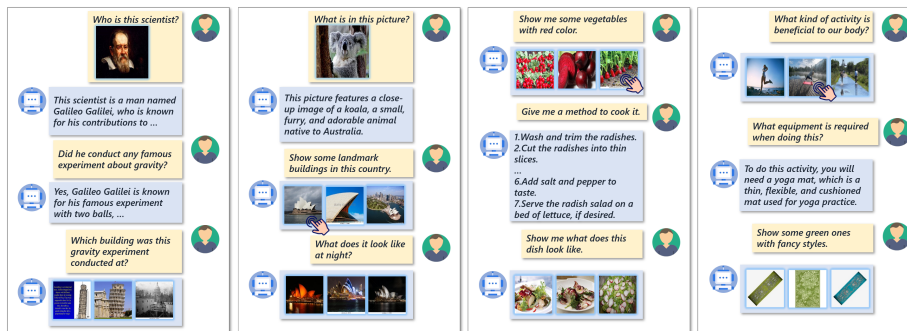 Who is this scientist?
This scientist is a man named
Galileo Galilei, who is known
for his contributions to ...
Did he conduct any famous
experiment about gravity?
Yes, Galileo Galilei is known
for his famous experiment
with two balls, ...
Which building was this
gravity experiment
conducted at?
What is in this picture?
This picture features a close-
up image of a koala, a small,
furry, and adorable animal
native to Australia.
Show some landmark
buildings in this country.
What does it look like
at night?
Show me some vegetables
with red color.
Give me a method to cook it.
1.Wash and trim the radishes.
2.Cut the radishes into thin
slices.
...
6.Add salt and pepper to
taste.
7.Serve the radish salad on a
bed of lettuce, if desired.
Show me what does this
dish look like.
What kind of activity is
beneficial to our body?
What equipment is required
when doing this?
To do this activity, you will
need a yoga mat, which is a
thin, flexible, and cushioned
mat used for yoga practice.
Show some green ones
with fancy styles.